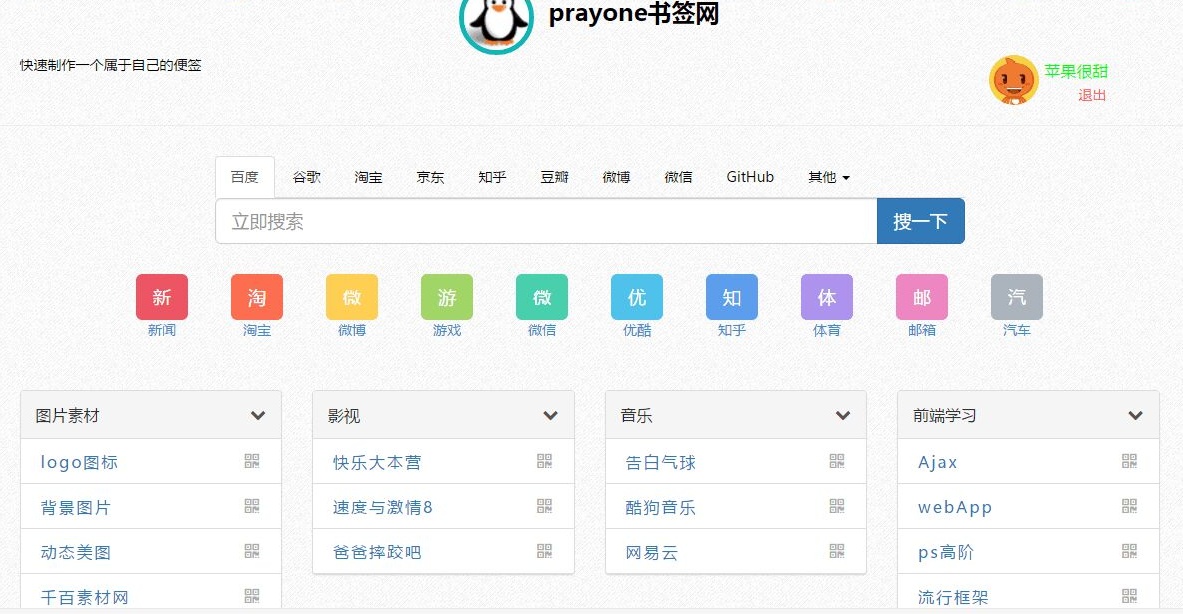 prayone书签网
快速制作一个属于自己的便签
苹果很甜
退出
百度 谷歌 淘宝 京东 知乎 豆瓣 微博 微信 GitHub 其他
立即搜索 搜一下
新 淘 微 游 微 优 知 体 邮 汽
新闻 淘宝 微博 游戏 微信 优酷 知乎 体育 邮箱 汽车
图片素材
logo图标
背景图片
动态美图
千百素材网
影视
快乐大本营
速度与激情8
爸爸摔跤吧
音乐
告白气球
酷狗音乐
网易云
前端学习
Ajax
webApp
ps高阶
流行框架